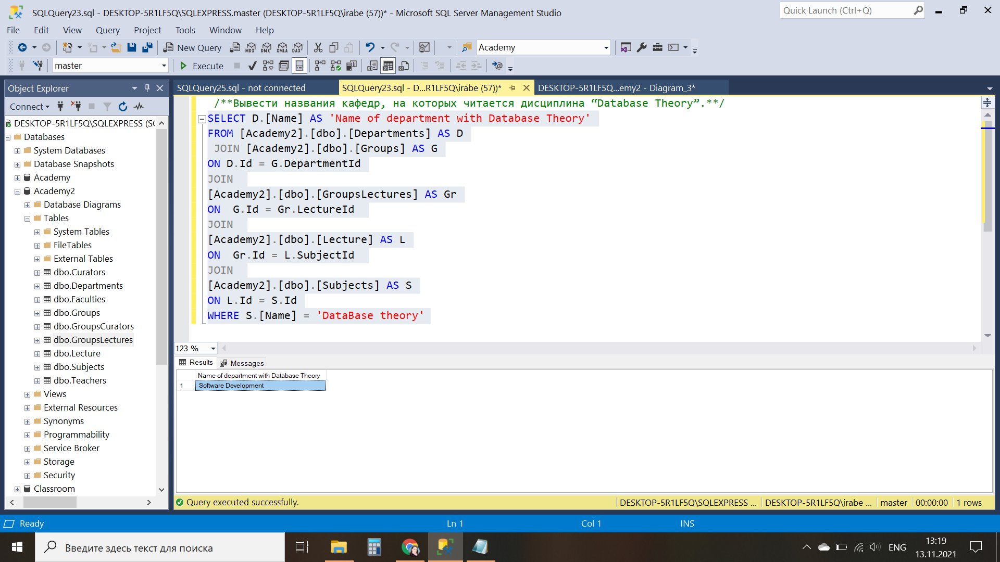 SQLQuery23.sql - DESKTOP-5R1LF5Q\SQLEXPRESS.master (DESKTOP-5R1LF5Q\irabe (57))* - Microsoft SQL Server Management Studio
Quick Launch (Ctrl+Q)
File Edit View Query Project Tools Window Help
New Query MDX DMX XMLA DAX Academy
master Execute
Object Explorer
Connect
DESKTOP-5R1LF5Q\SQLEXPRESS (SQ
Databases
System Databases
Database Snapshots
Academy
Academy2
Database Diagrams
Tables
System Tables
FileTables
External Tables
dbo.Curators
dbo.Departments
dbo.Faculties
dbo.Groups
dbo.GroupsCurators
dbo.GroupsLectures
dbo.Lecture
dbo.Subjects
dbo.Teachers
Views
External Resources
Synonyms
Programmability
Service Broker
Storage
Security
Classroom
SQLQuery25.sql - not connected SQLQuery23.sql - D...R1LF5Q\irabe (57))* DESKTOP-5R1LF5Q...emy2 - Diagram_3*
/**Вывести названия кафедр, на которых читается дисциплина “Database Theory”.**/
SELECT D.[Name] AS 'Name of department with Database Theory'
FROM [Academy2].[dbo].[Departments] AS D
JOIN [Academy2].[dbo].[Groups] AS G
ON D.Id = G.DepartmentId
JOIN
[Academy2].[dbo].[GroupsLectures] AS Gr
ON G.Id = Gr.LectureId
JOIN
[Academy2].[dbo].[Lecture] AS L
ON Gr.Id = L.SubjectId
JOIN
[Academy2].[dbo].[Subjects] AS S
ON L.Id = S.Id
WHERE S.[Name] = 'DataBase theory'
123 %
Results Messages
Name of department with Database Theory
1 Software Development
Query executed successfully. DESKTOP-5R1LF5Q\SQLEXPRESS ... DESKTOP-5R1LF5Q\irabe ... master 00:00:00 1 rows
Ready Ln 1 Col 1 INS
Введите здесь текст для поиска
ENG
13:19
13.11.2021